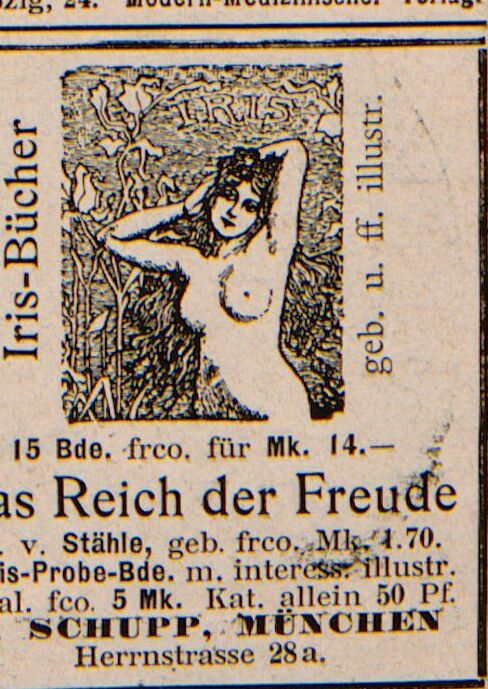 24. Modern-Medizinischer Verlag.
Iris-Bücher
IRIS
geb. u. ff. illustr.
15 Bde. frco. für Mk. 14.—
as Reich der Freude
v. Stähle, geb. frco. Mk. 1.70.
is-Probe-Bde. m. interess. illustr.
al. fco. 5 Mk. Kat. allein 50 Pf.
SCHUPP, MÜNCHEN
Herrnstrasse 28a.